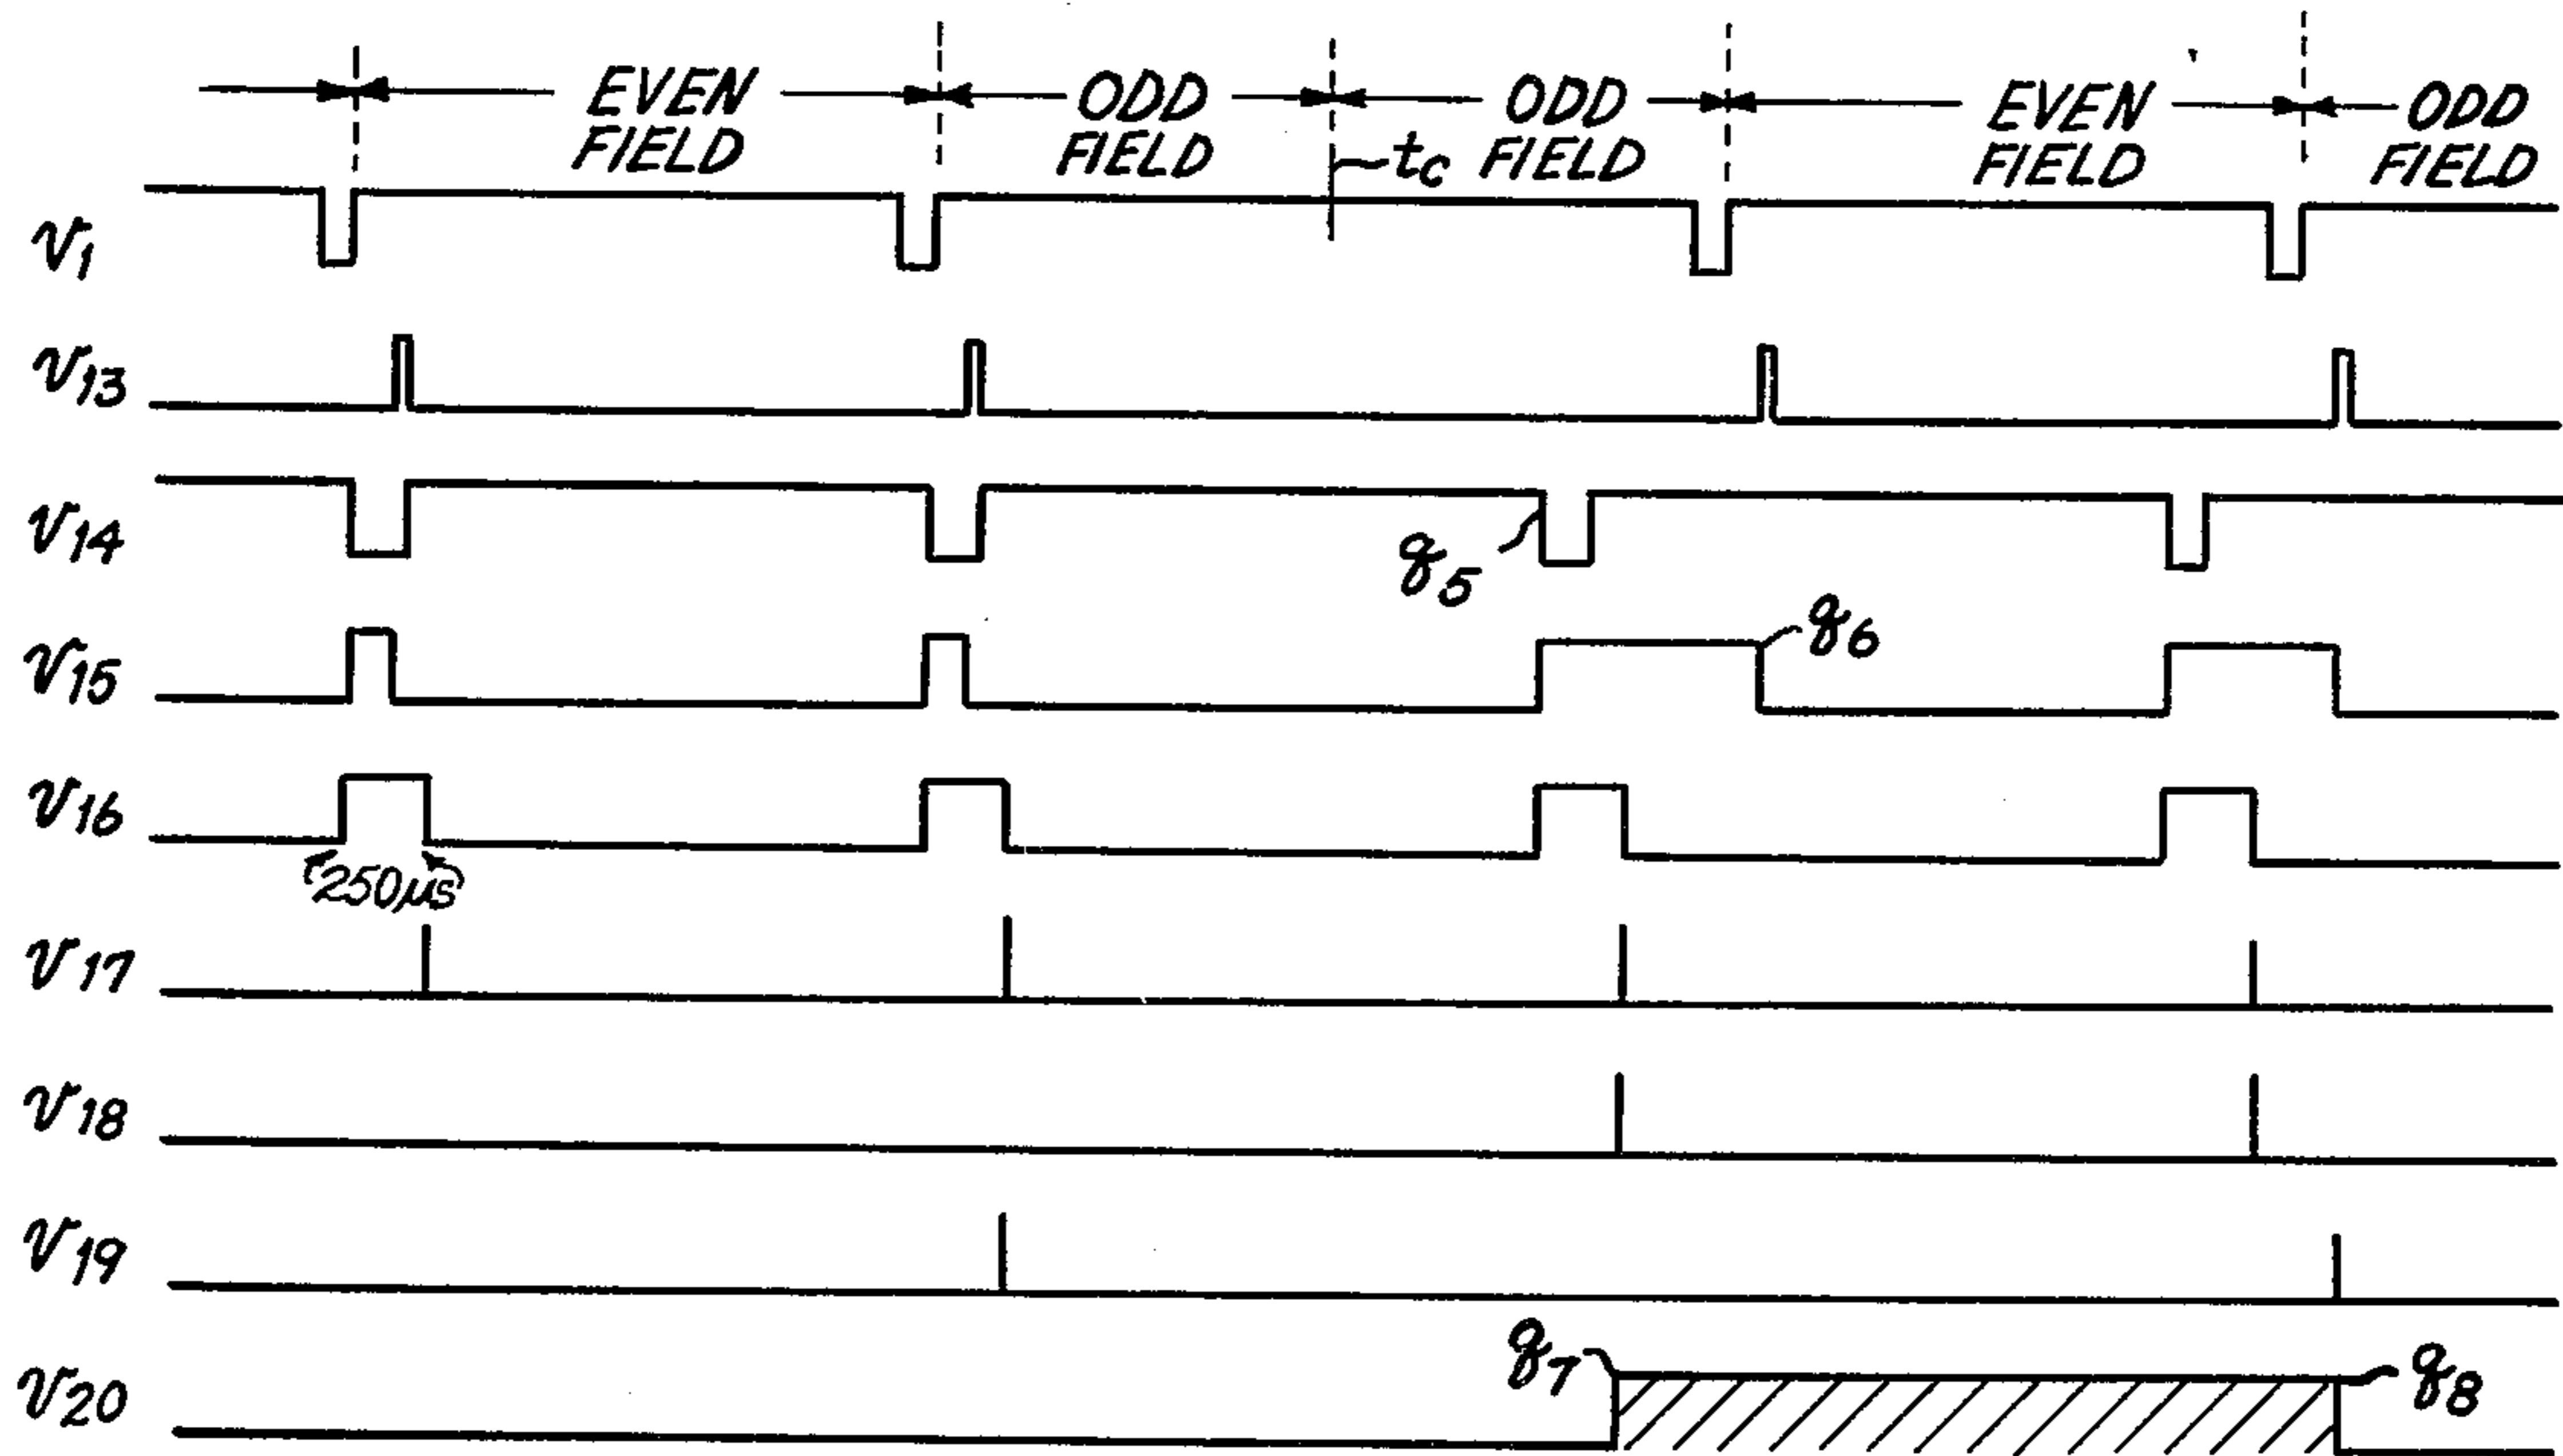 EVEN FIELD
ODD FIELD
ODD FIELD
EVEN FIELD
ODD FIELD
tc
v1
v13
v14
g5
v15
g6
v16
250μs
v17
v18
v19
g7
g8
v20